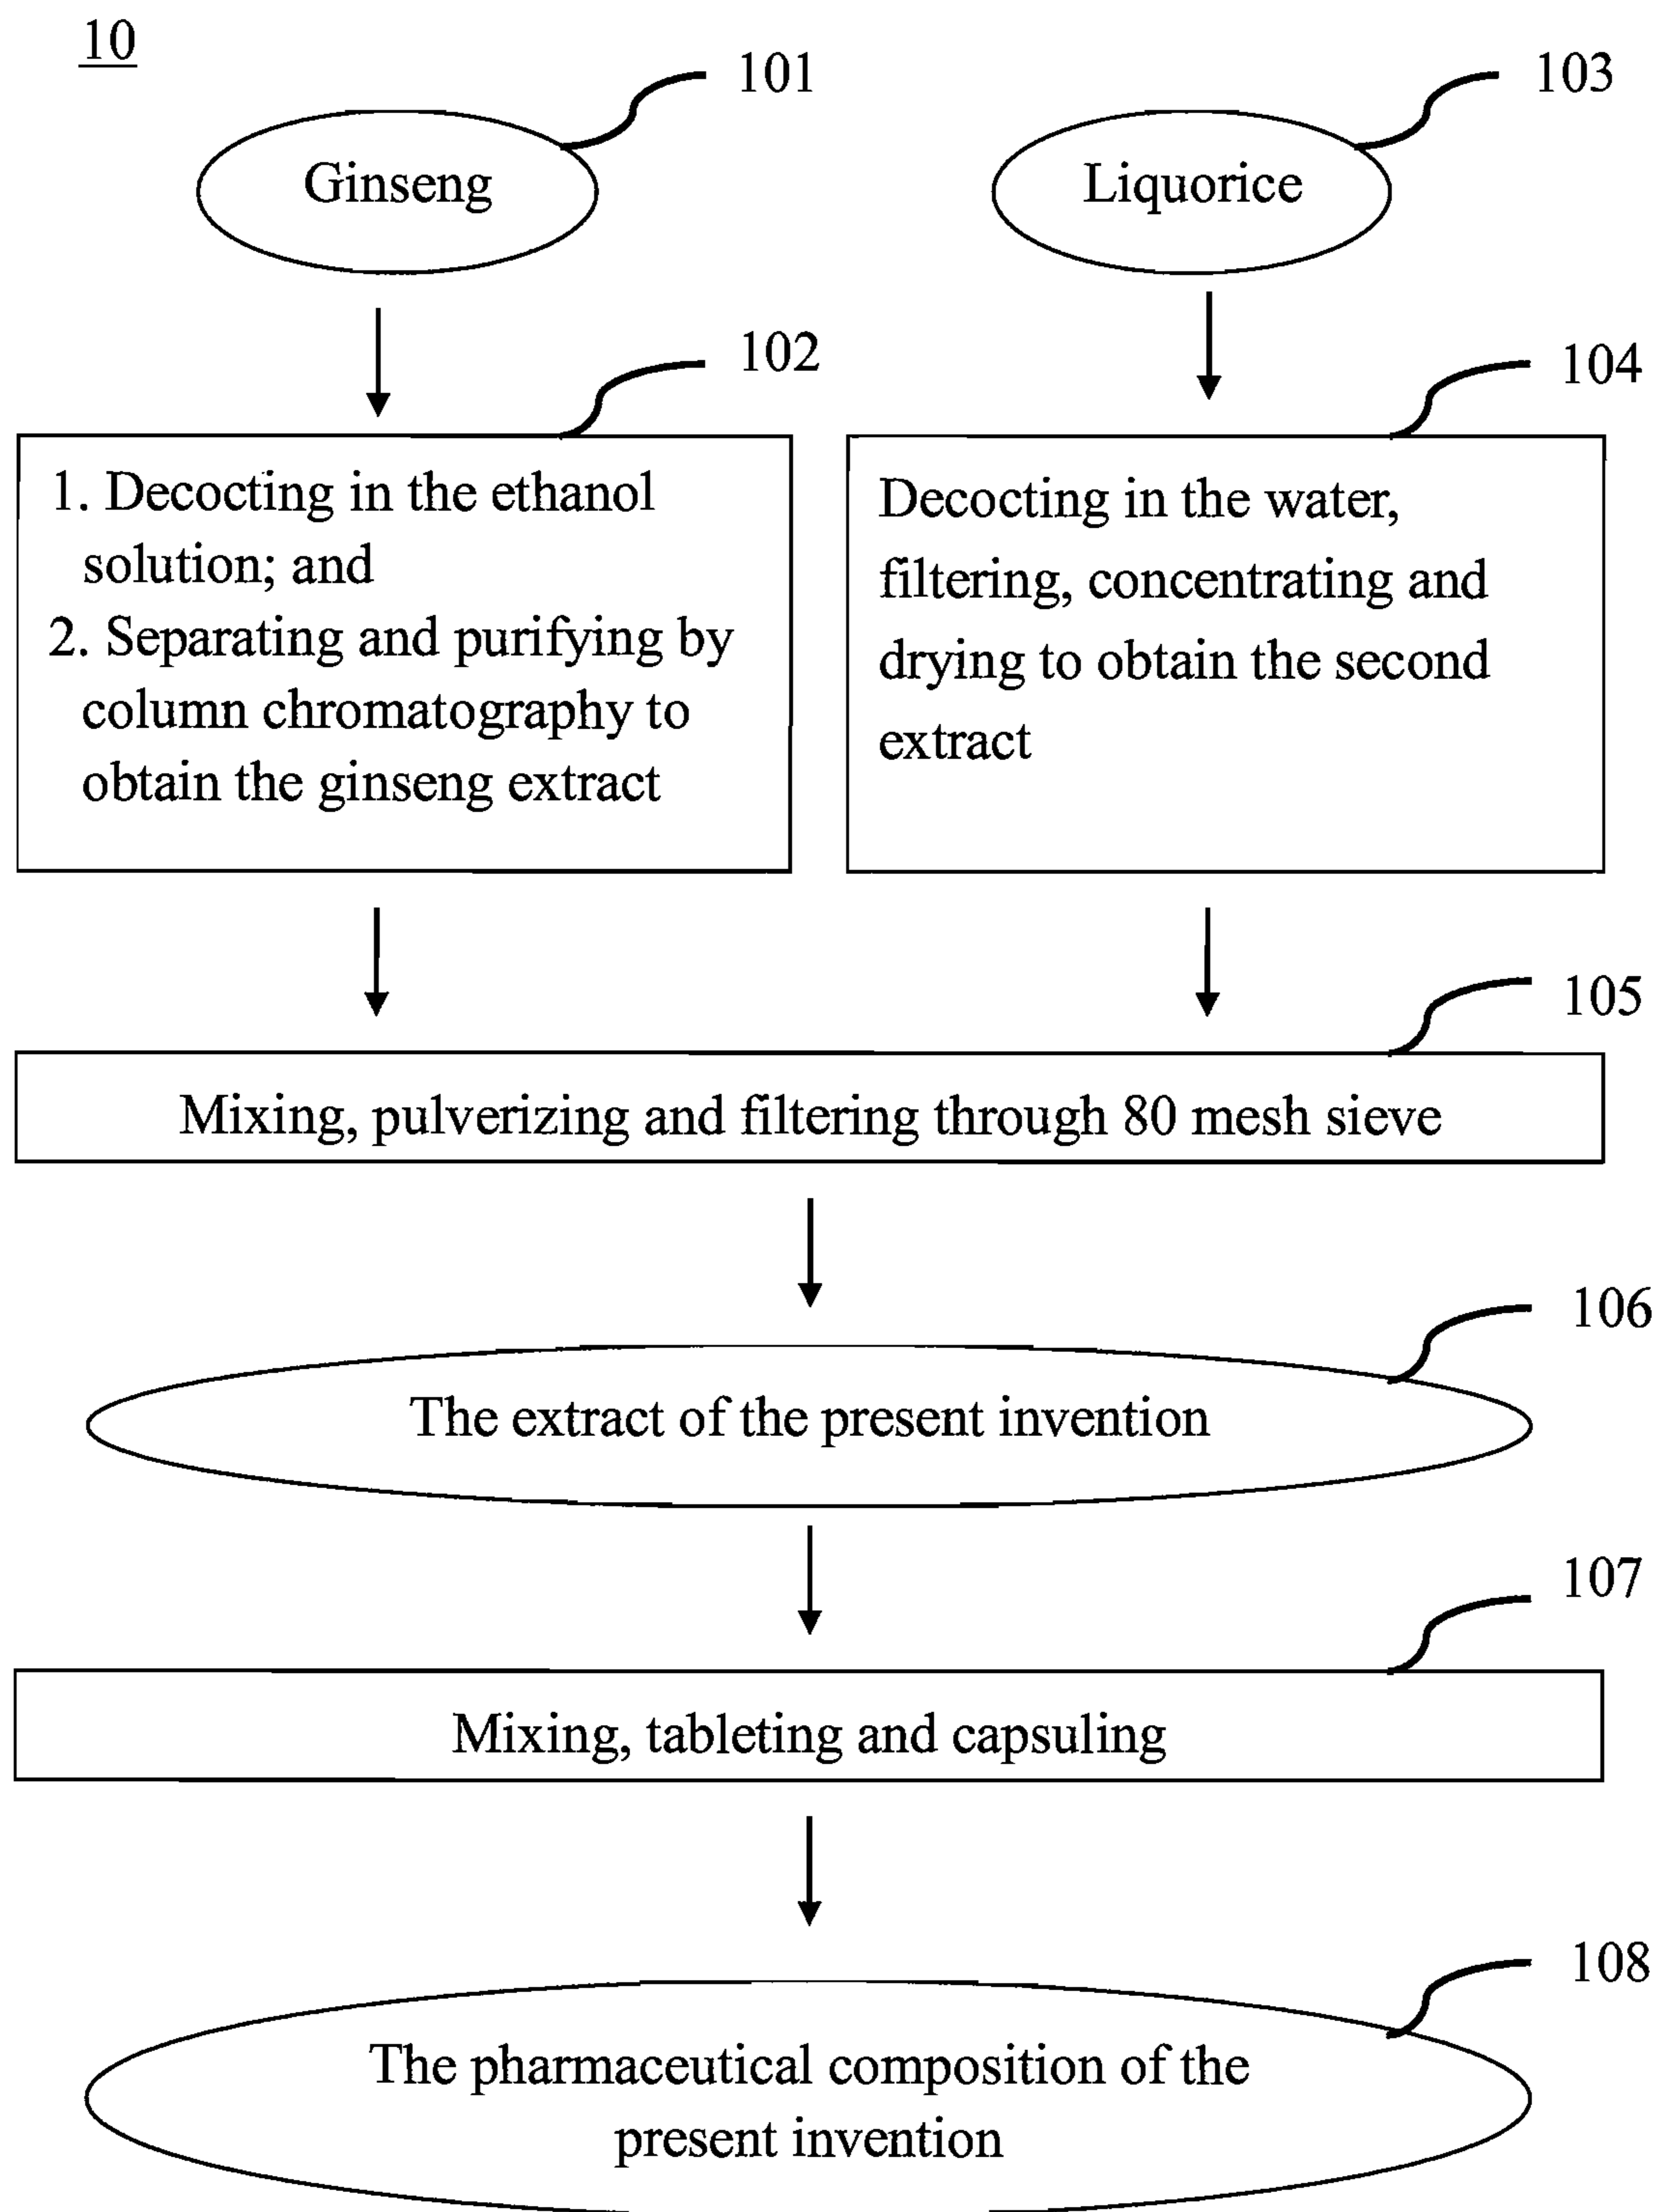 10
101
103
Ginseng
Liquorice
102
104
1. Decocting in the ethanol
solution; and
2. Separating and purifying by
column chromatography to
obtain the ginseng extract
Decocting in the water,
filtering, concentrating and
drying to obtain the second
extract
105
Mixing, pulverizing and filtering through 80 mesh sieve
106
The extract of the present invention
107
Mixing, tableting and capsuling
108
The pharmaceutical composition of the
present invention